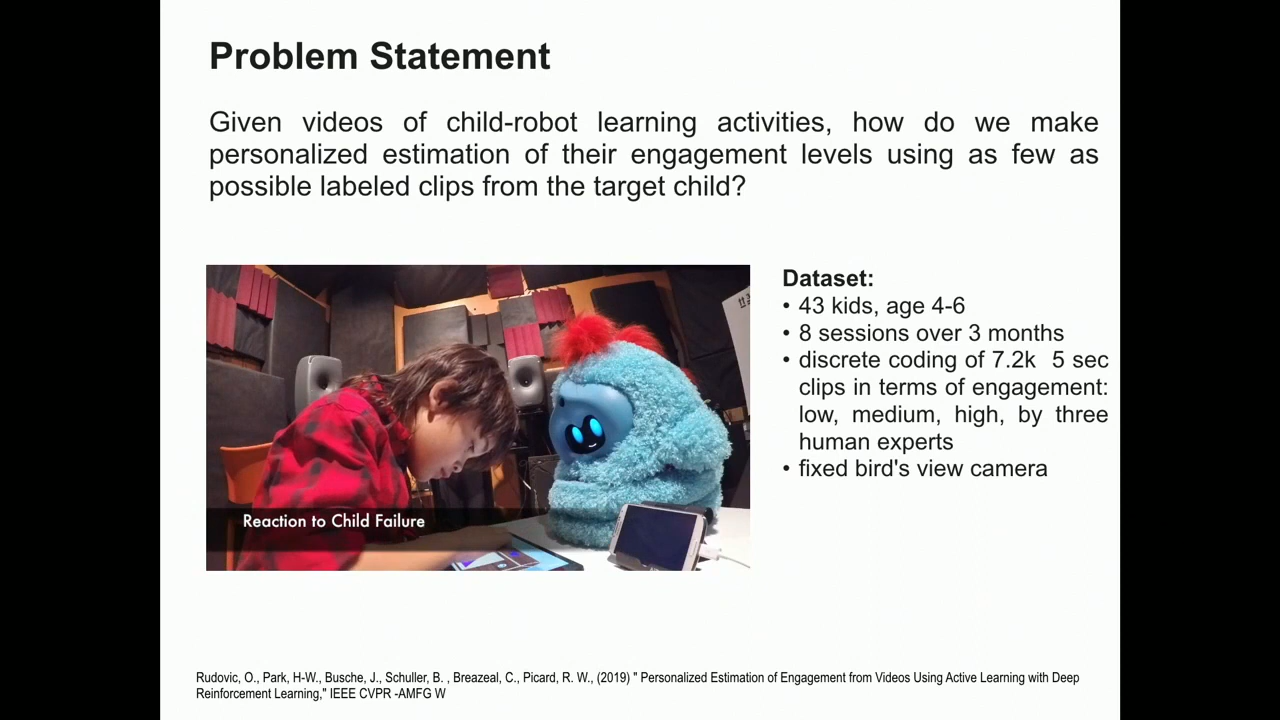 Problem Statement
Given videos of child-robot learning activities, how do we make
personalized estimation of their engagement levels using as few as
possible labeled clips from the target child?
Dataset:
• 43 kids, age 4-6
• 8 sessions over 3 months
• discrete coding of 7.2k 5 sec
clips in terms of engagement:
low, medium, high, by three
human experts
• fixed bird's view camera
Reaction to Child Failure
Rudovic, O., Park, H-W., Busche, J., Schuller, B. , Breazeal, C., Picard, R. W., (2019) " Personalized Estimation of Engagement from Videos Using Active Learning with Deep
Reinforcement Learning," IEEE CVPR -AMFG W